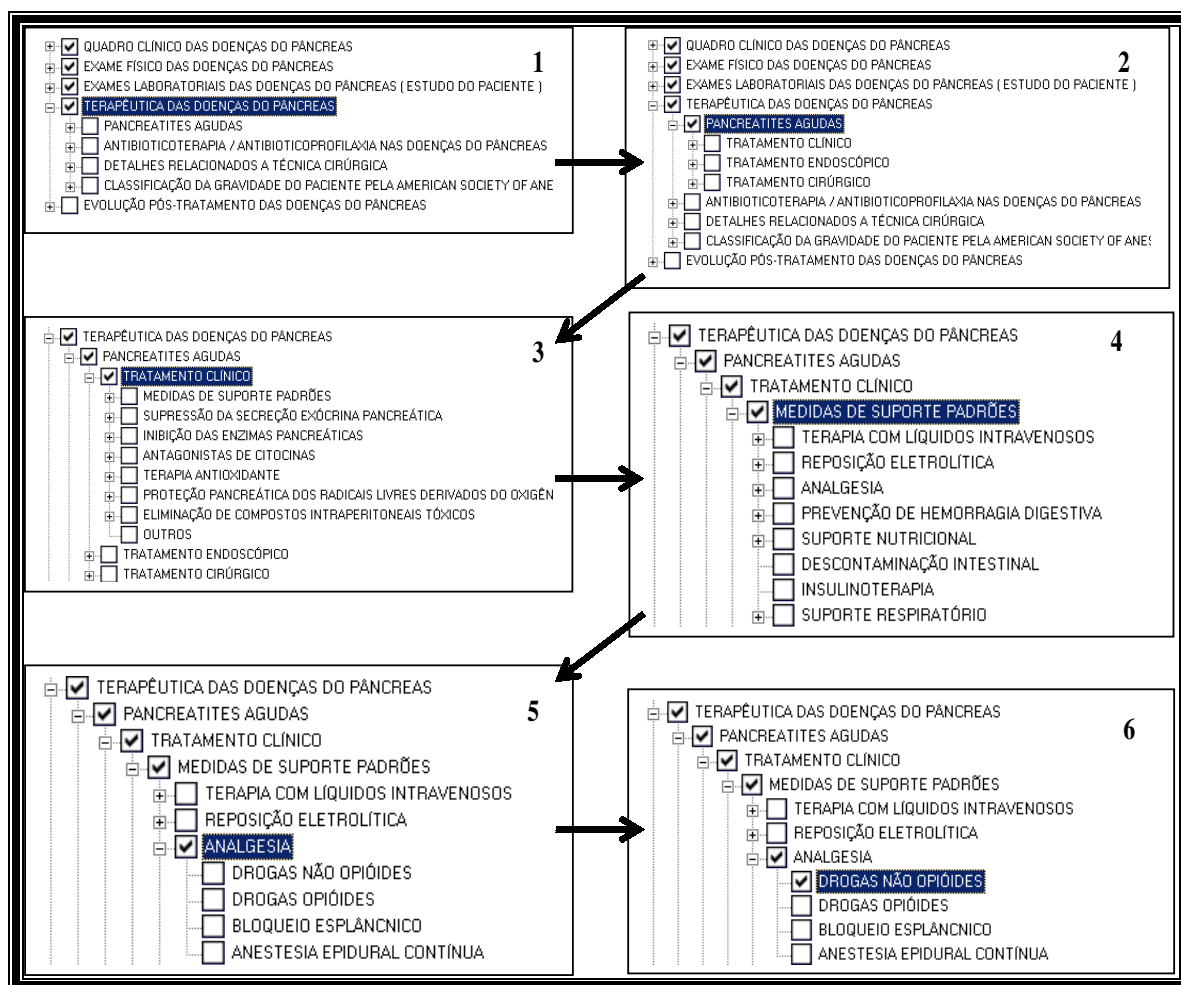 1
QUADRO CLÍNICO DAS DOENÇAS DO PÂNCREAS
EXAME FÍSICO DAS DOENÇAS DO PÂNCREAS
EXAMES LABORATORIAIS DAS DOENÇAS DO PÂNCREAS ( ESTUDO DO PACIENTE )
TERAPÊUTICA DAS DOENÇAS DO PÂNCREAS
PANCREATITES AGUDAS
ANTIBIOTICOTERAPIA / ANTIBIOTICOPROFILAXIA NAS DOENÇAS DO PÂNCREAS
DETALHES RELACIONADOS A TÉCNICA CIRÚRGICA
CLASSIFICAÇÃO DA GRAVIDADE DO PACIENTE PELA AMERICAN SOCIETY OF ANE
EVOLUÇÃO PÓS-TRATAMENTO DAS DOENÇAS DO PÂNCREAS
2
QUADRO CLÍNICO DAS DOENÇAS DO PÂNCREAS
EXAME FÍSICO DAS DOENÇAS DO PÂNCREAS
EXAMES LABORATORIAIS DAS DOENÇAS DO PÂNCREAS ( ESTUDO DO PACIENTE )
TERAPÊUTICA DAS DOENÇAS DO PÂNCREAS
PANCREATITES AGUDAS
TRATAMENTO CLÍNICO
TRATAMENTO ENDOSCÓPICO
TRATAMENTO CIRÚRGICO
ANTIBIOTICOTERAPIA / ANTIBIOTICOPROFILAXIA NAS DOENÇAS DO PÂNCREAS
DETALHES RELACIONADOS A TÉCNICA CIRÚRGICA
CLASSIFICAÇÃO DA GRAVIDADE DO PACIENTE PELA AMERICAN SOCIETY OF ANES
EVOLUÇÃO PÓS-TRATAMENTO DAS DOENÇAS DO PÂNCREAS
3
TERAPÊUTICA DAS DOENÇAS DO PÂNCREAS
PANCREATITES AGUDAS
TRATAMENTO CLÍNICO
MEDIDAS DE SUPORTE PADRÕES
SUPRESSÃO DA SECREÇÃO EXÓCRINA PANCREÁTICA
INIBIÇÃO DAS ENZIMAS PANCREÁTICAS
ANTAGONISTAS DE CITOCINAS
TERAPIA ANTIOXIDANTE
PROTEÇÃO PANCREÁTICA DOS RADICAIS LIVRES DERIVADOS DO OXIGÊN
ELIMINAÇÃO DE COMPOSTOS INTRAPERITONEAIS TÓXICOS
OUTROS
TRATAMENTO ENDOSCÓPICO
TRATAMENTO CIRÚRGICO
4
TERAPÊUTICA DAS DOENÇAS DO PÂNCREAS
PANCREATITES AGUDAS
TRATAMENTO CLÍNICO
MEDIDAS DE SUPORTE PADRÕES
TERAPIA COM LÍQUIDOS INTRAVENOSOS
REPOSIÇÃO ELETROLÍTICA
ANALGESIA
PREVENÇÃO DE HEMORRAGIA DIGESTIVA
SUPORTE NUTRICIONAL
DESCONTAMINAÇÃO INTESTINAL
INSULINOTERAPIA
SUPORTE RESPIRATÓRIO
5
TERAPÊUTICA DAS DOENÇAS DO PÂNCREAS
PANCREATITES AGUDAS
TRATAMENTO CLÍNICO
MEDIDAS DE SUPORTE PADRÕES
TERAPIA COM LÍQUIDOS INTRAVENOSOS
REPOSIÇÃO ELETROLÍTICA
ANALGESIA
DROGAS NÃO OPIÓIDES
DROGAS OPIÓIDES
BLOQUEIO ESPLÂNCNICO
ANESTESIA EPIDURAL CONTÍNUA
6
TERAPÊUTICA DAS DOENÇAS DO PÂNCREAS
PANCREATITES AGUDAS
TRATAMENTO CLÍNICO
MEDIDAS DE SUPORTE PADRÕES
TERAPIA COM LÍQUIDOS INTRAVENOSOS
REPOSIÇÃO ELETROLÍTICA
ANALGESIA
DROGAS NÃO OPIÓIDES
DROGAS OPIÓIDES
BLOQUEIO ESPLÂNCNICO
ANESTESIA EPIDURAL CONTÍNUA